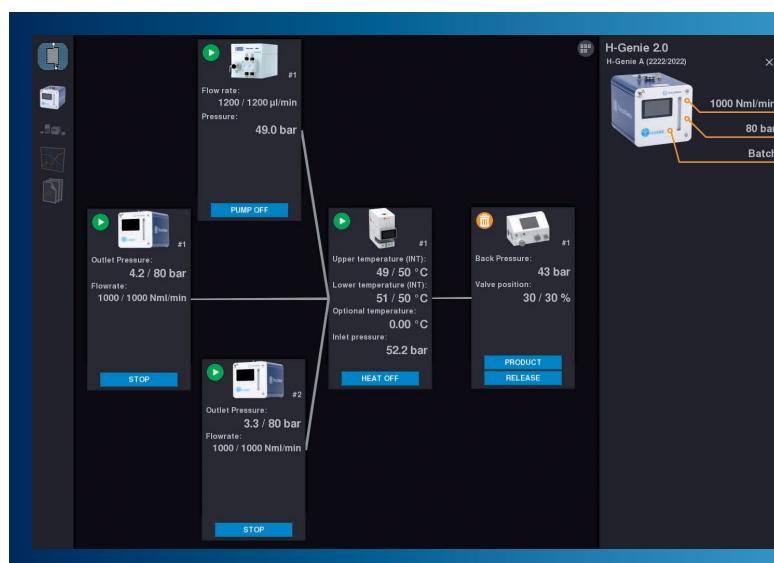 #1
Flow rate:
1200 / 1200 µl/min
Pressure:
49.0 bar
PUMP OFF
#1
Outlet Pressure:
4.2 / 80 bar
Flowrate:
1000 / 1000 Nml/min
STOP
#2
Outlet Pressure:
3.3 / 80 bar
Flowrate:
1000 / 1000 Nml/min
STOP
#1
Upper temperature (INT):
49 / 50 °C
Lower temperature (INT):
51 / 50 °C
Optional temperature:
0.00 °C
Inlet pressure:
52.2 bar
HEAT OFF
#1
Back Pressure:
43 bar
Valve position:
30 / 30 %
PRODUCT
RELEASE
H-Genie 2.0
H-Genie A (2222/2022)
1000 Nml/min
80 bar
Batch